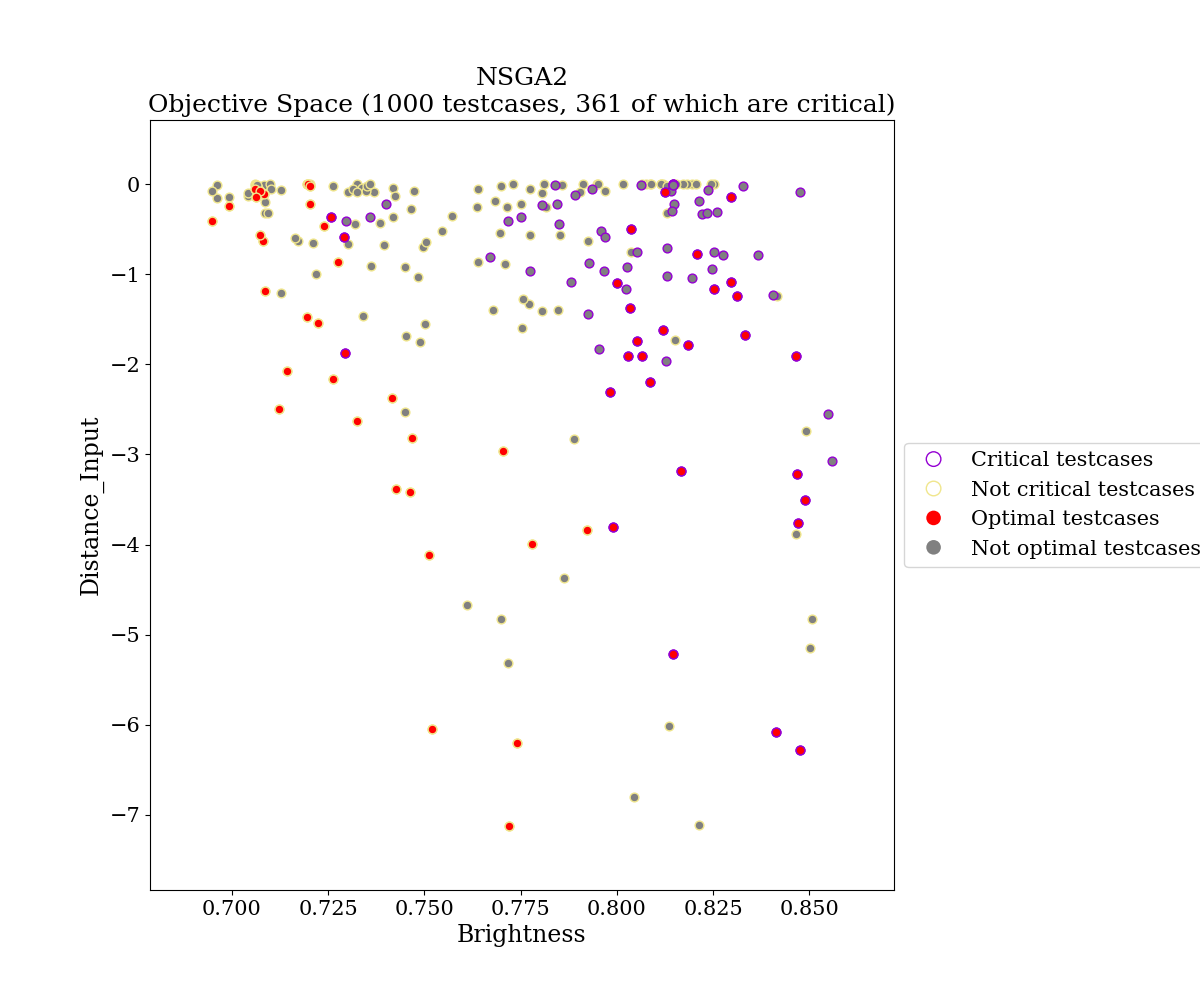 NSGA2
Objective Space (1000 testcases, 361 of which are critical)
0
−1
−2
−3
−4
−5
−6
−7
Distance_Input
0.700 0.725 0.750 0.775 0.800 0.825 0.850
Brightness
Critical testcases
Not critical testcases
Optimal testcases
Not optimal testcases